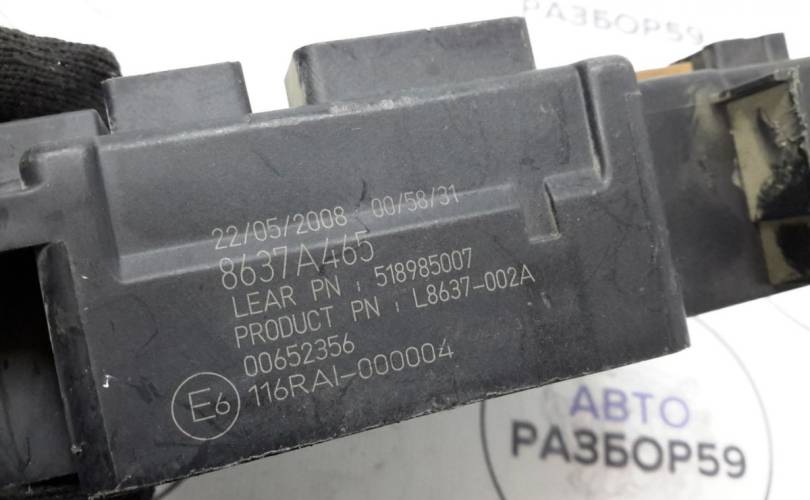 РАЗБОР59
22/05/2008 00/58/31
8637A465
LEAR PN : 518985007
PRODUCT PN : L8637-002A
00652356
E6 116RAI-000004
АВТО
РАЗБОР59